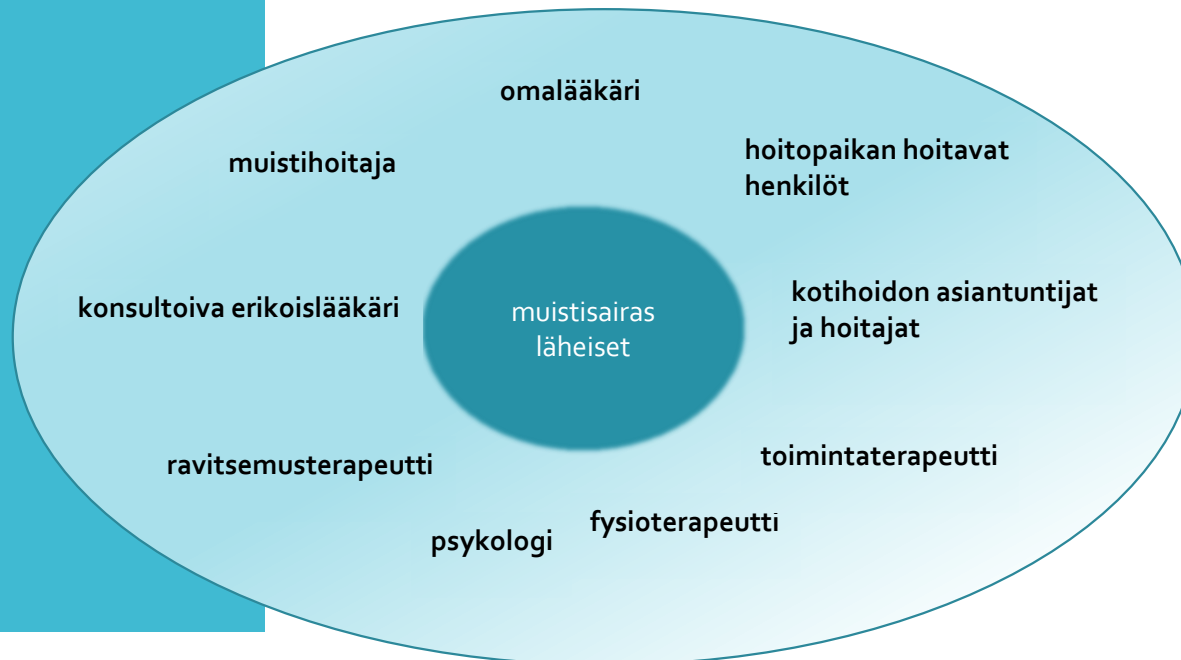 omalääkäri
muistihoitaja
hoitopaikan hoitavat
henkilöt
konsultoiva erikoislääkäri
muistisairas
läheiset
kotihoidon asiantuntijat
ja hoitajat
ravitsemusterapeutti
toimintaterapeutti
psykologi
fysioterapeutti